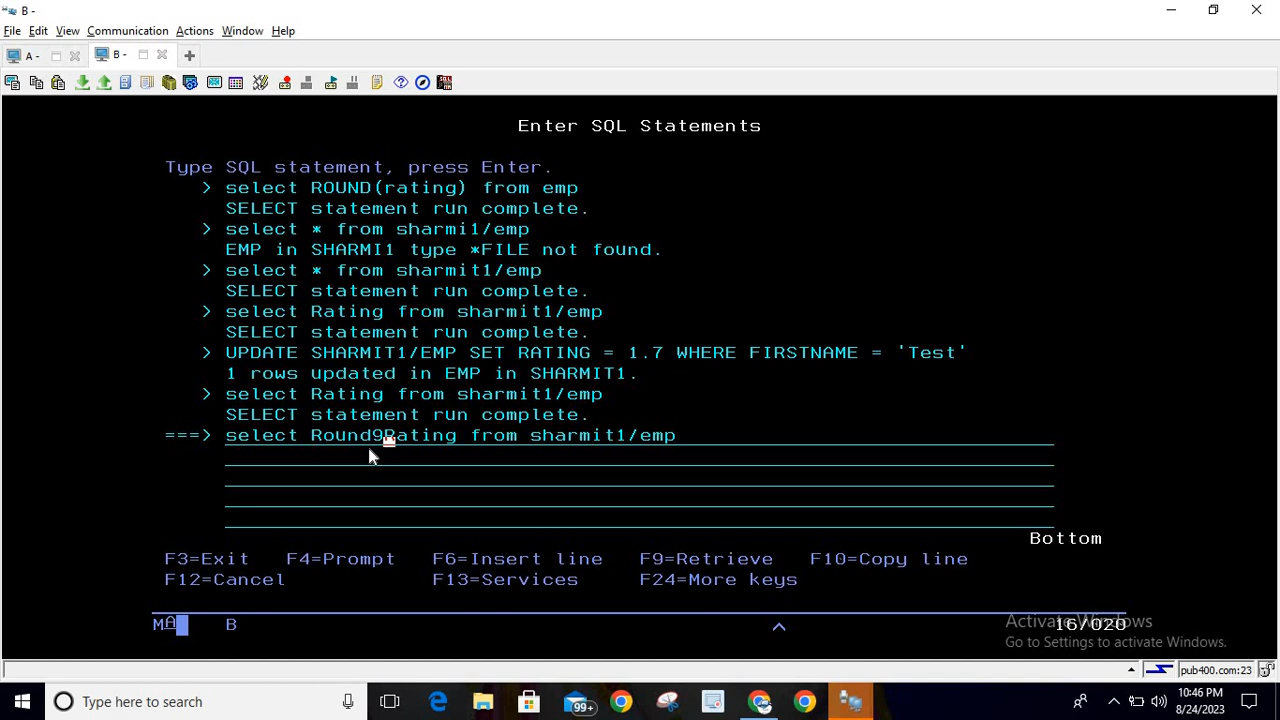 B -
File Edit View Communication Actions Window Help
A - B -
Enter SQL Statements
Type SQL statement, press Enter.
> select ROUND(rating) from emp
SELECT statement run complete.
> select * from sharmi1/emp
EMP in SHARMI1 type *FILE not found.
> select * from sharmit1/emp
SELECT statement run complete.
> select Rating from sharmit1/emp
SELECT statement run complete.
> UPDATE SHARMIT1/EMP SET RATING = 1.7 WHERE FIRSTNAME = 'Test'
1 rows updated in EMP in SHARMIT1.
> select Rating from sharmit1/emp
SELECT statement run complete.
===> select Round9Rating from sharmit1/emp
Bottom
F3=Exit F4=Prompt F6=Insert line F9=Retrieve F10=Copy line
F12=Cancel F13=Services F24=More keys
MA B 16/020
Activate Windows
Go to Settings to activate Windows.
pub400.com:23
Type here to search
99+
10:46 PM
8/24/2023